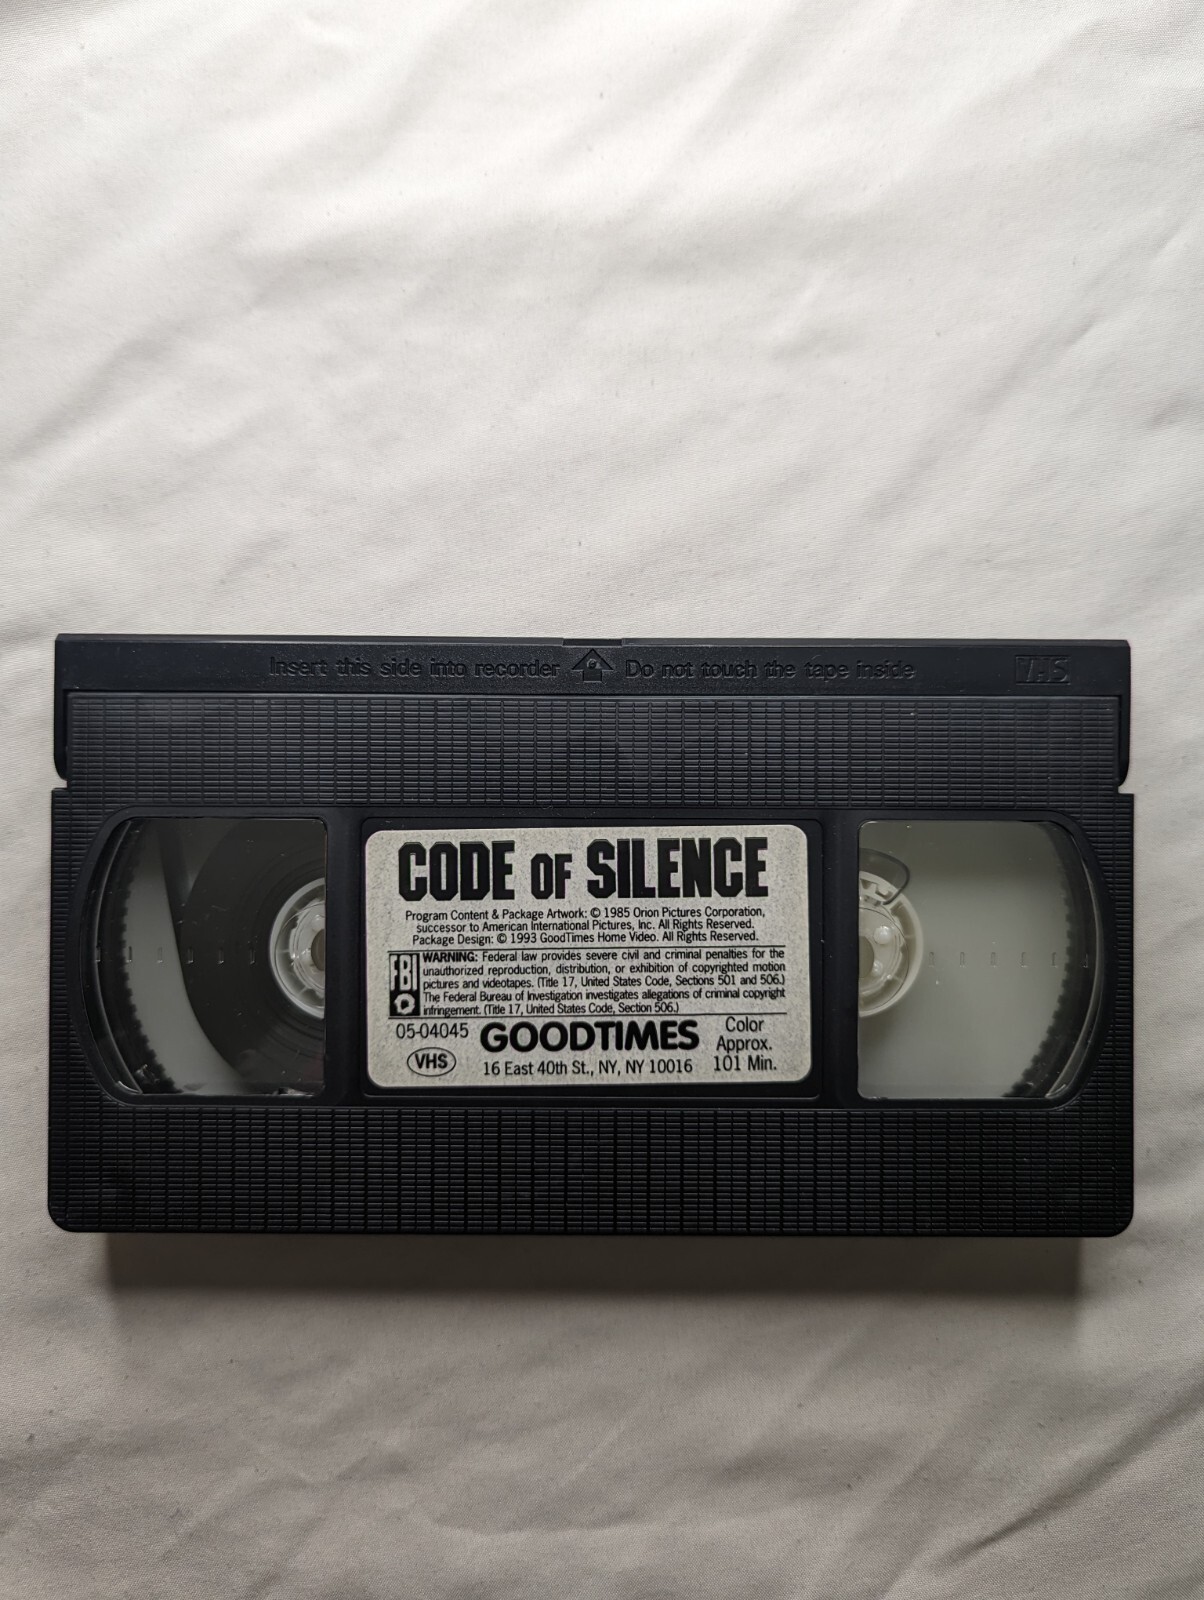 Insert this side into recorder Do not touch the tape inside VHS
CODE OF SILENCE
Program Content & Package Artwork: © 1985 Orion Pictures Corporation,
successor to American International Pictures, Inc. All Rights Reserved.
Package Design: © 1993 GoodTimes Home Video. All Rights Reserved.
FBI
WARNING: Federal law provides severe civil and criminal penalties for the
unauthorized reproduction, distribution, or exhibition of copyrighted motion
pictures and videotapes. (Title 17, United States Code, Sections 501 and 506.)
The Federal Bureau of Investigation investigates allegations of criminal copyright
infringement. (Title 17, United States Code, Section 506.)
05-04045 GOODTIMES Color
Approx.
VHS 16 East 40th St., NY, NY 10016 101 Min.